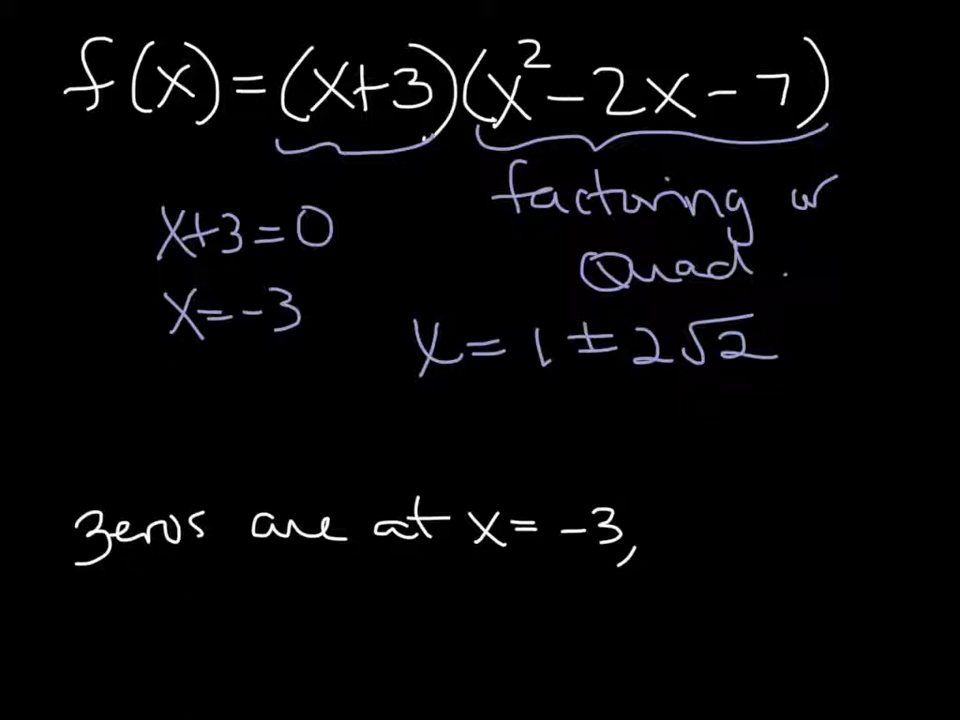 f(x) = (x+3)(x² - 2x - 7)
x+3 = 0
x = -3
factoring or
Quad.
x = 1 ± 2√2
zeros are at x = -3,